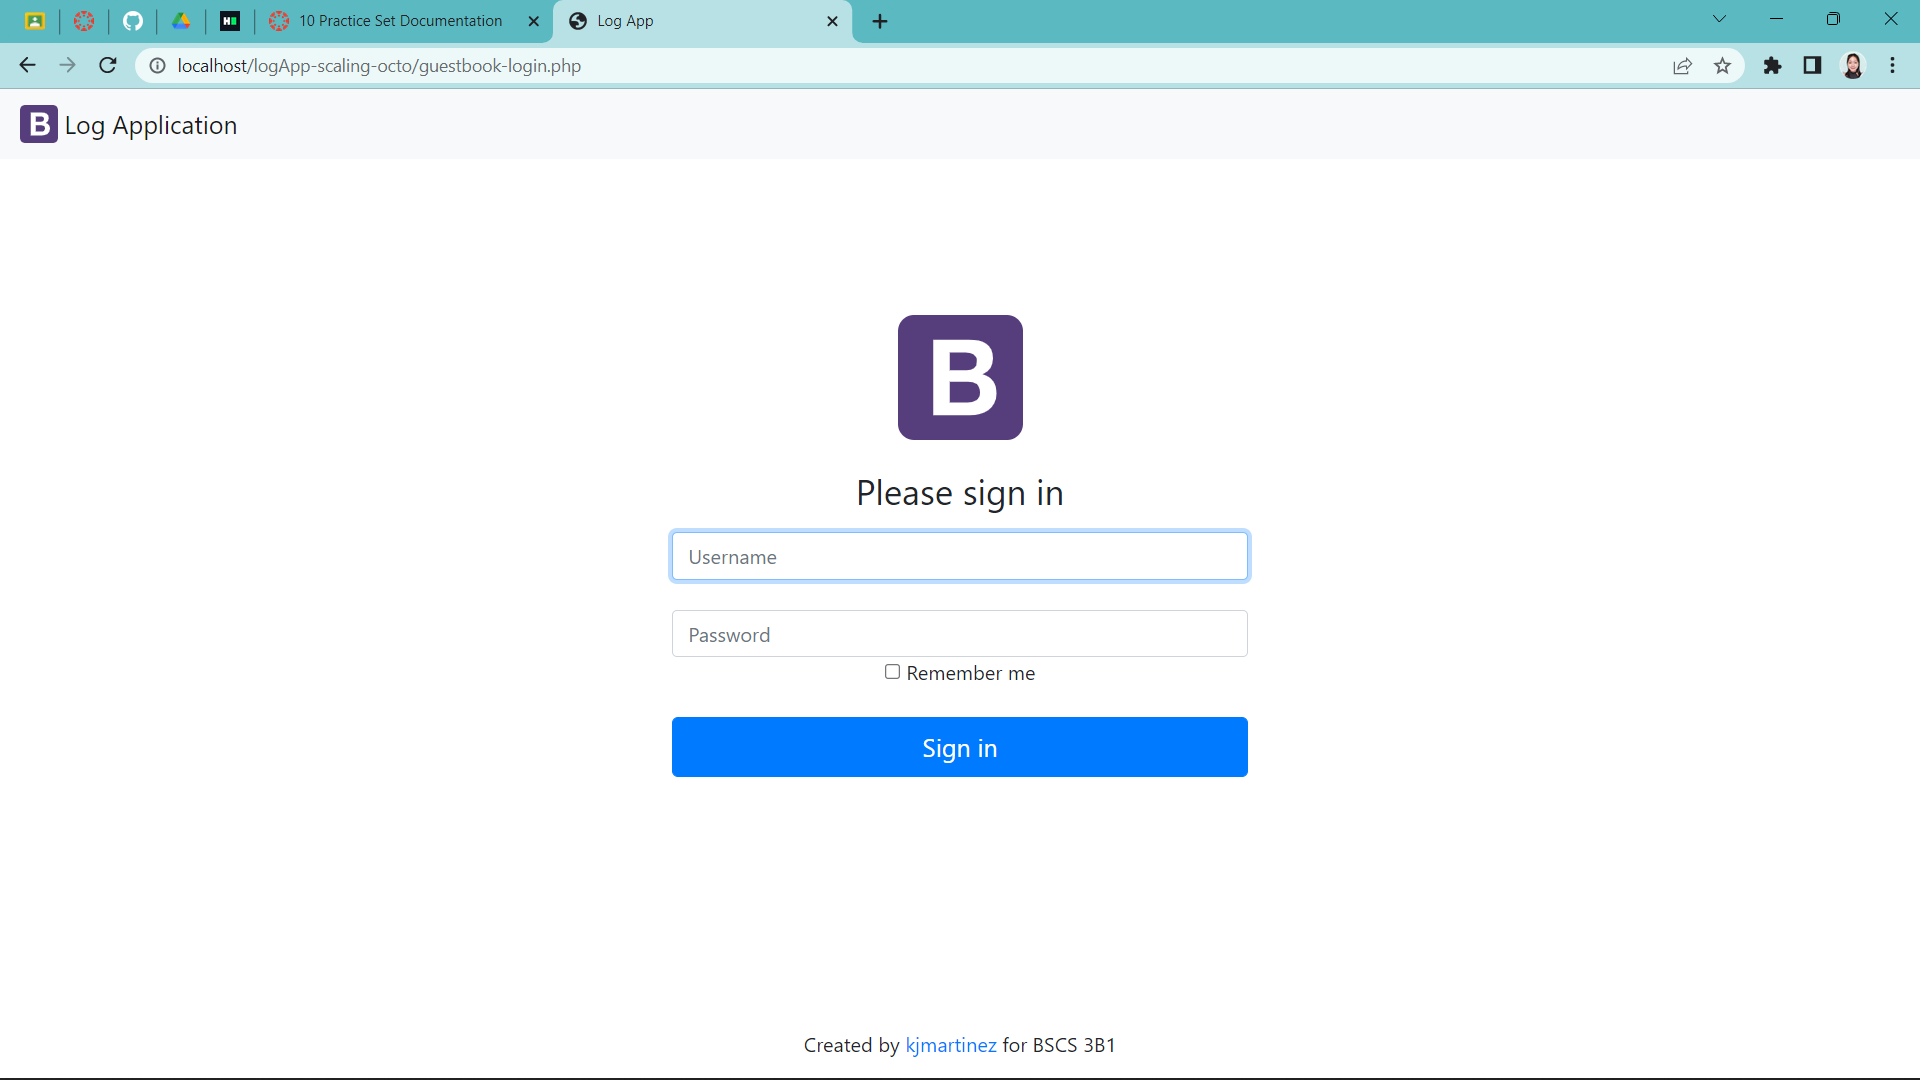 10 Practice Set Documentation
Log App
localhost/logApp-scaling-octo/guestbook-login.php
B Log Application
B
Please sign in
Username
Password
Remember me
Sign in
Created by kjmartinez for BSCS 3B1